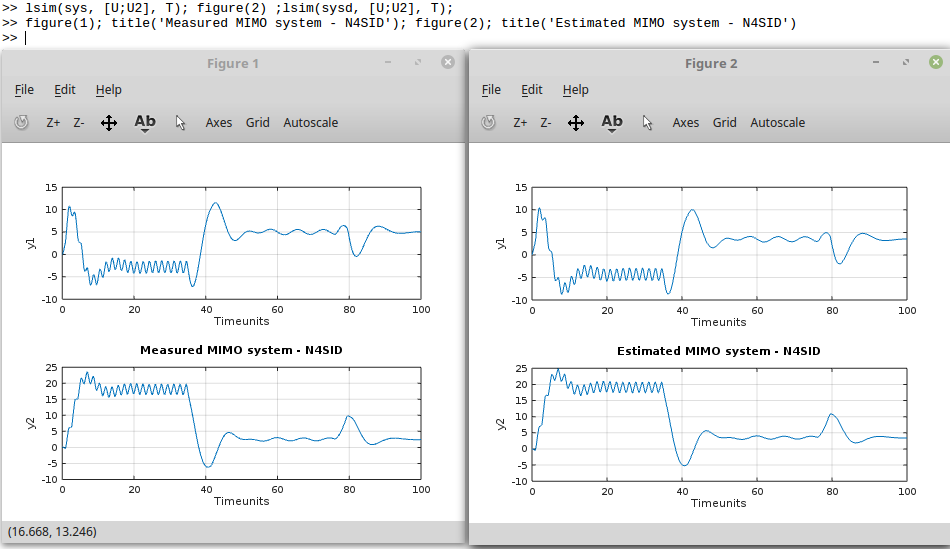 >> lsim(sys, [U;U2], T); figure(2) ;lsim(sysd, [U;U2], T);
>> figure(1); title('Measured MIMO system - N4SID'); figure(2); title('Estimated MIMO system - N4SID')
>>
Figure 1
File Edit Help
Z+ Z- Ab Axes Grid Autoscale
15
10
5
0
-5
-10
y1
0 20 40 60 80 100
Timeunits
Measured MIMO system - N4SID
25
20
15
10
5
0
-5
-10
y2
0 20 40 60 80 100
Timeunits
(16.668, 13.246)
Figure 2
File Edit Help
Z+ Z- Ab Axes Grid Autoscale
15
10
5
0
-5
-10
y1
0 20 40 60 80 100
Timeunits
Estimated MIMO system - N4SID
25
20
15
10
5
0
-5
-10
y2
0 20 40 60 80 100
Timeunits